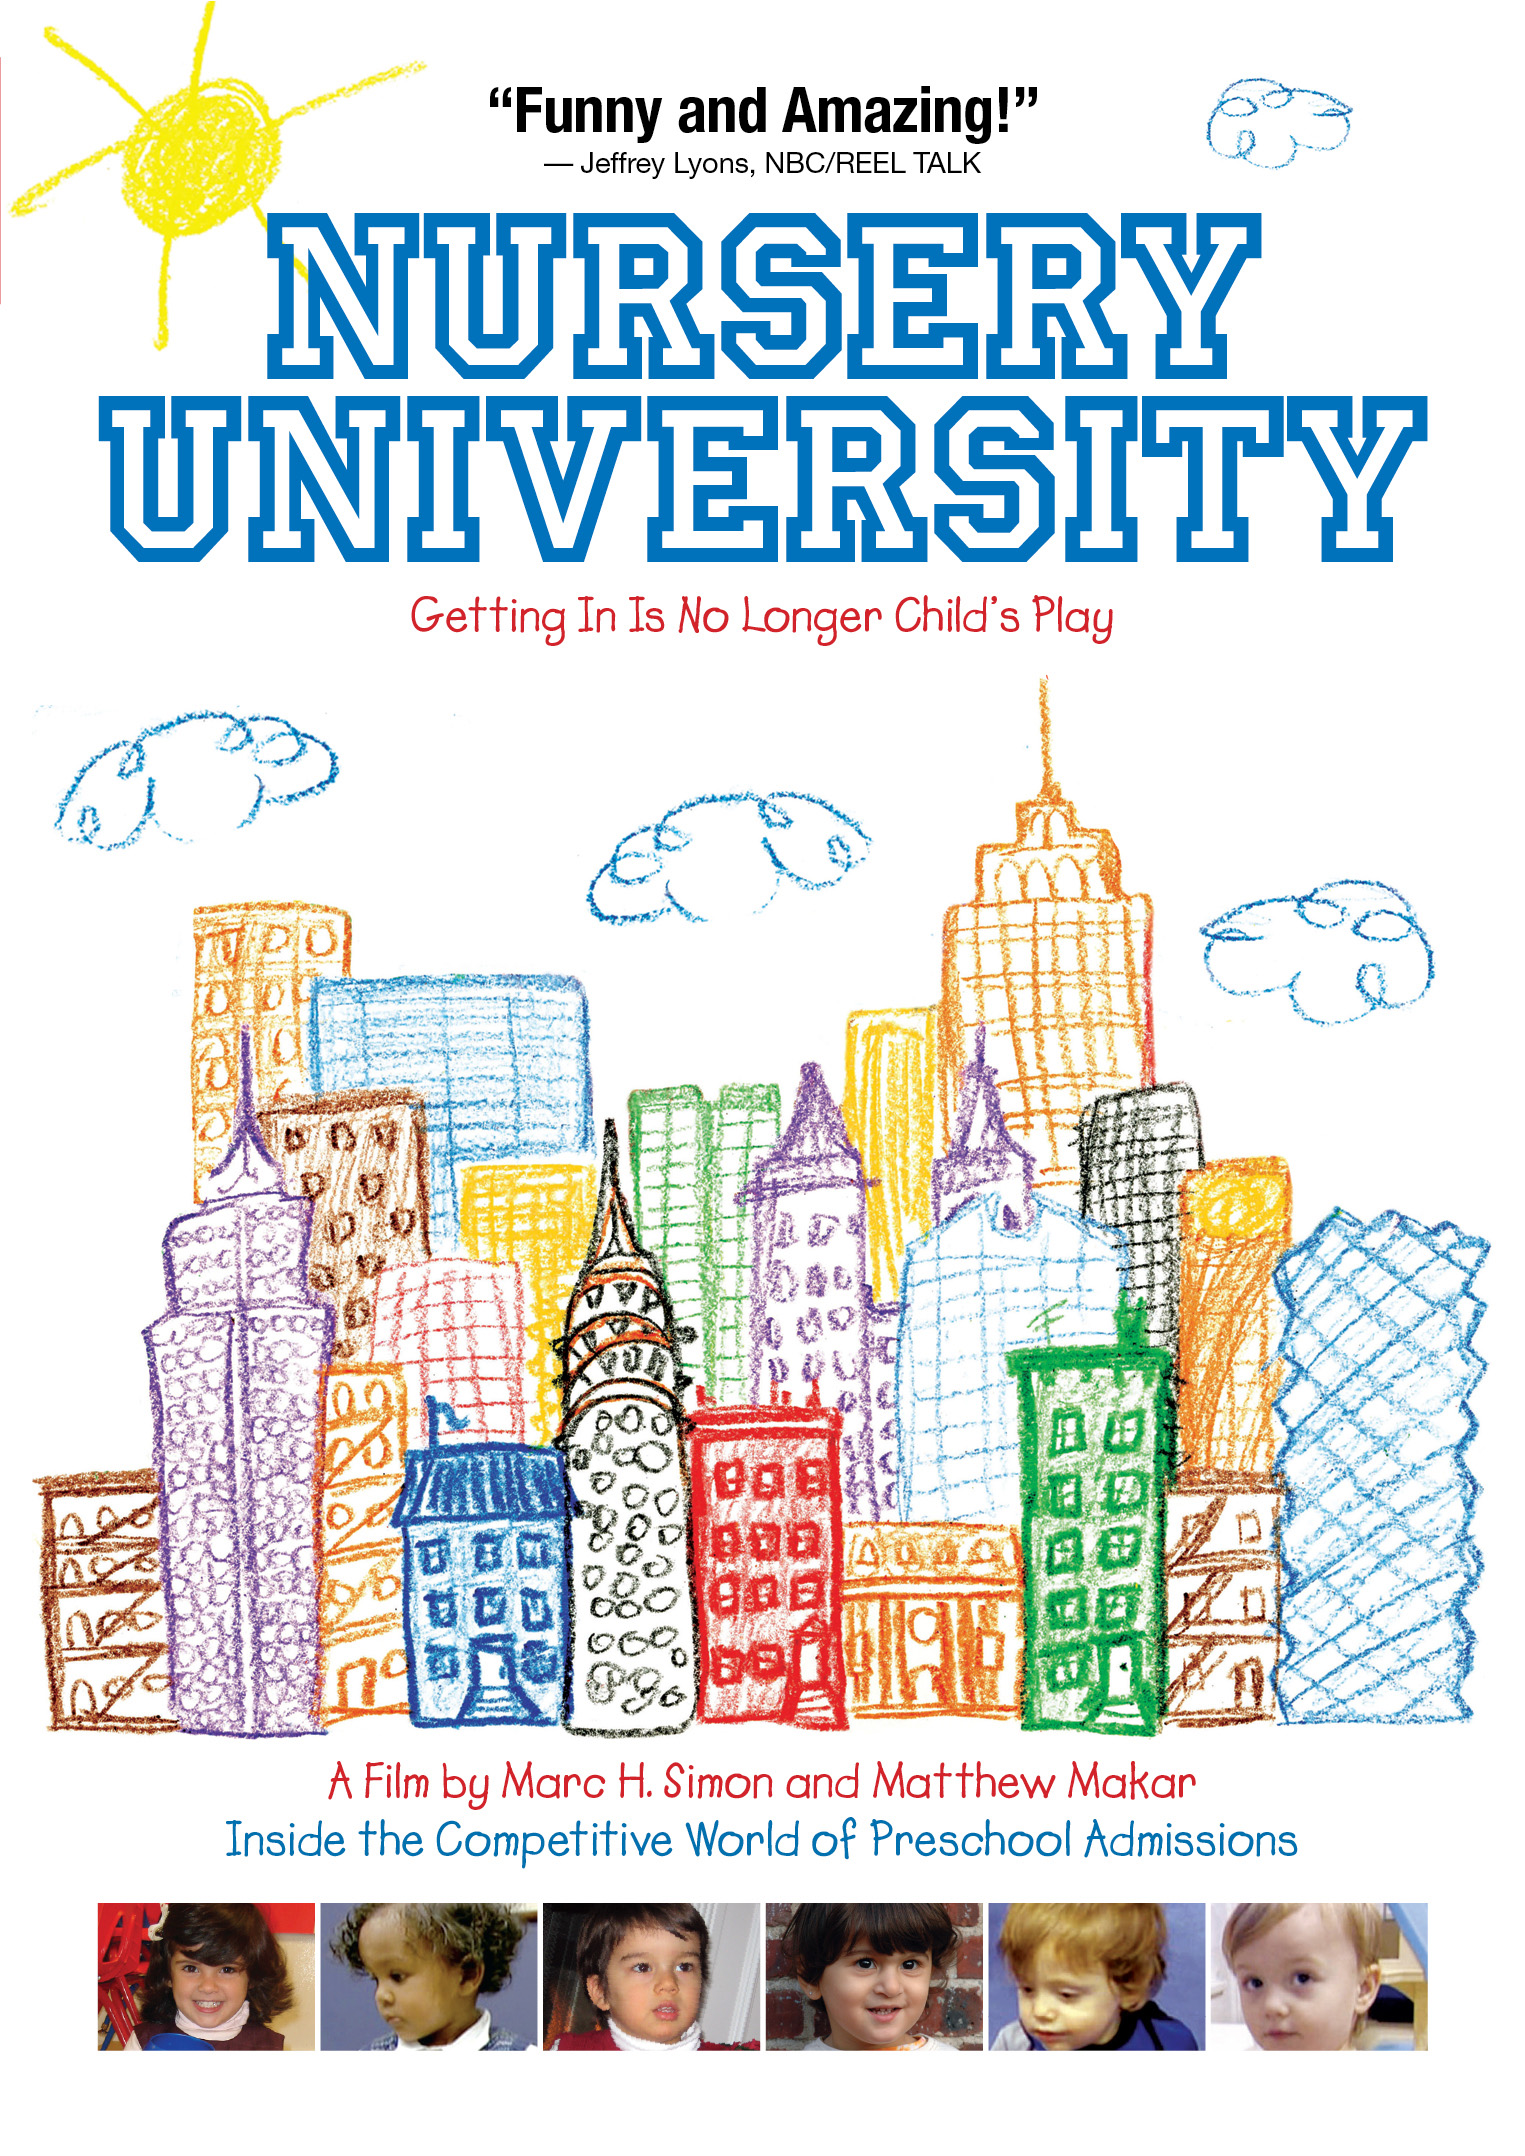 “Funny and Amazing!”
— Jeffrey Lyons, NBC/REEL TALK
NURSERY
UNIVERSITY
Getting In Is No Longer Child's Play
A Film by Marc H. Simon and Matthew Makar
Inside the Competitive World of Preschool Admissions